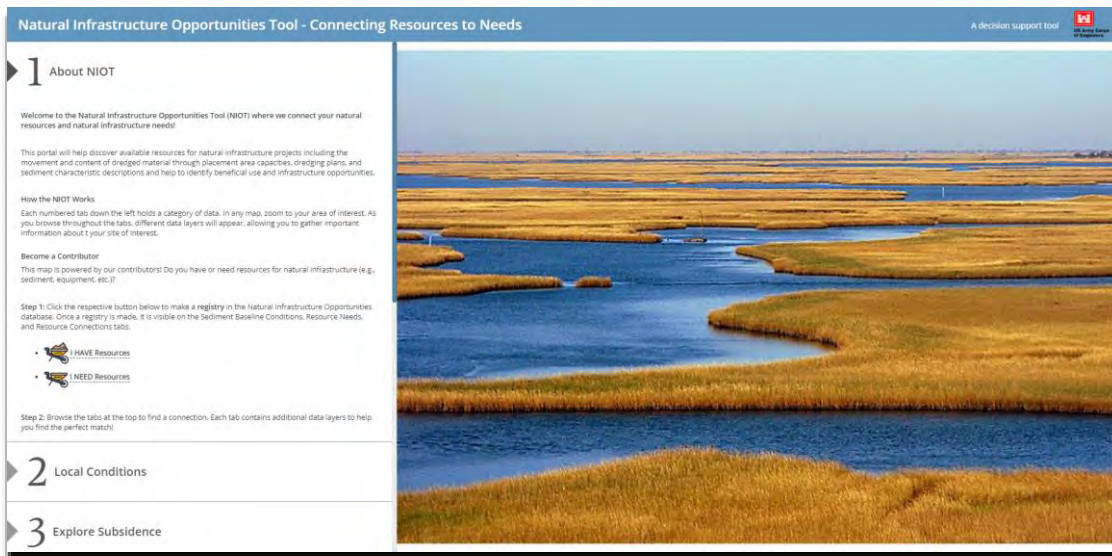 Natural Infrastructure Opportunities Tool - Connecting Resources to Needs
A decision support tool
US Army Corps
of Engineers
1 About NIOT
Welcome to the Natural Infrastructure Opportunities Tool (NIOT) where we connect your natural
resources and natural infrastructure needs!
This portal will help discover available resources for natural infrastructure projects including the
movement and content of dredged material through placement area capacities, dredging plans, and
sediment characteristic descriptions and help to identify beneficial use and infrastructure opportunities.
How the NIOT Works
Each numbered tab down the left holds a category of data. In any map, zoom to your area of interest. As
you browse throughout the tabs, different data layers will appear, allowing you to gather important
information about t your site of interest.
Become a Contributor
This map is powered by our contributors! Do you have or need resources for natural infrastructure (e.g.,
sediment, equipment, etc.)?
Step 1: Click the respective button below to make a registry in the Natural Infrastructure Opportunities
database. Once a registry is made, it is visible on the Sediment Baseline Conditions, Resource Needs,
and Resource Connections tabs.
• I HAVE Resources
• I NEED Resources
Step 2: Browse the tabs at the top to find a connection. Each tab contains additional data layers to help
you find the perfect match!
2 Local Conditions
3 Explore Subsidence